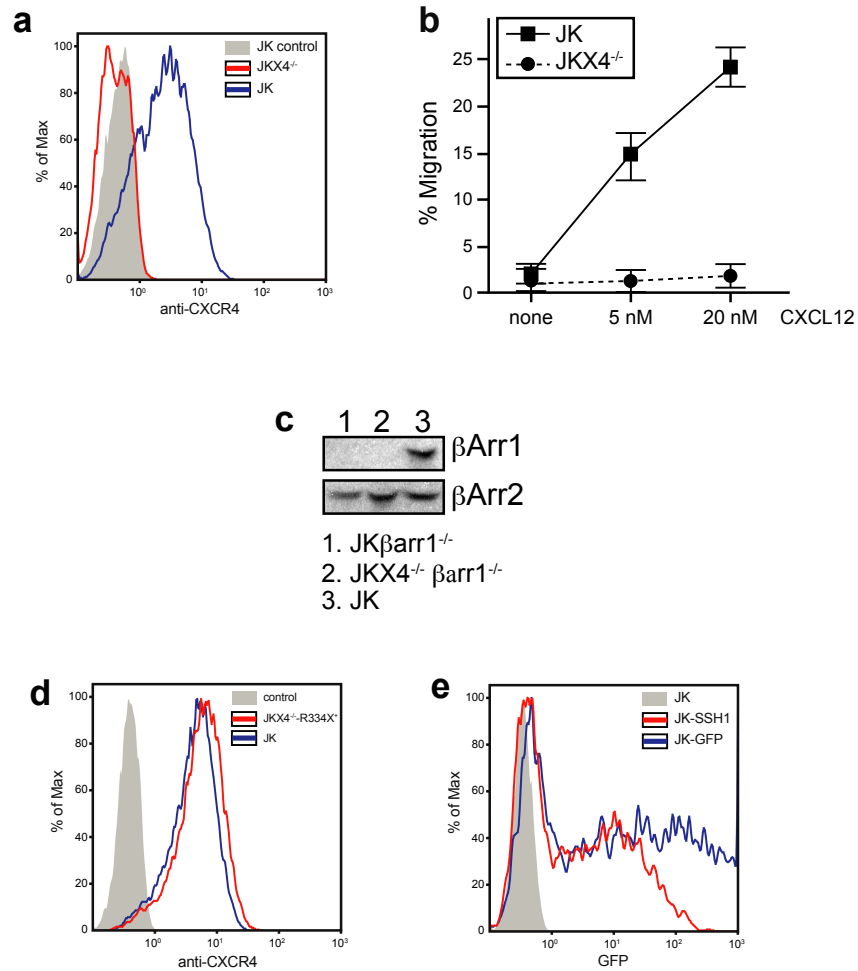 a
JK control
JKX4-/-
JK
% of Max
100
80
60
40
20
0
10⁰ 10¹ 10² 10³
anti-CXCR4
b
JK
JKX4-/-
% Migration
25
20
15
10
5
0
none 5 nM 20 nM CXCL12
c
1 2 3
βArr1
βArr2
1. JKβarr1-/-
2. JKX4-/- βarr1-/-
3. JK
d
control
JKX4-/--R334X+
JK
% of Max
100
80
60
40
20
0
10⁰ 10¹ 10² 10³
anti-CXCR4
e
JK
JK-SSH1
JK-GFP
% of Max
100
80
60
40
20
0
10⁰ 10¹ 10² 10³
GFP